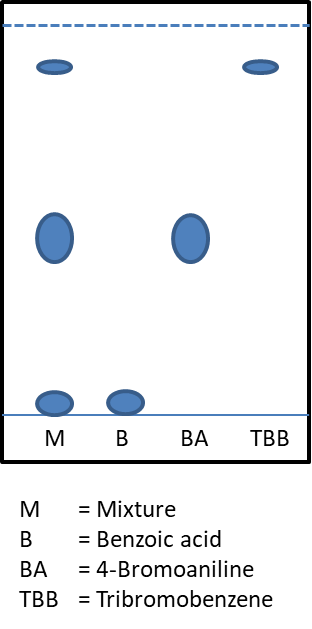 M B BA TBB
M = Mixture
B = Benzoic acid
BA = 4-Bromoaniline
TBB = Tribromobenzene